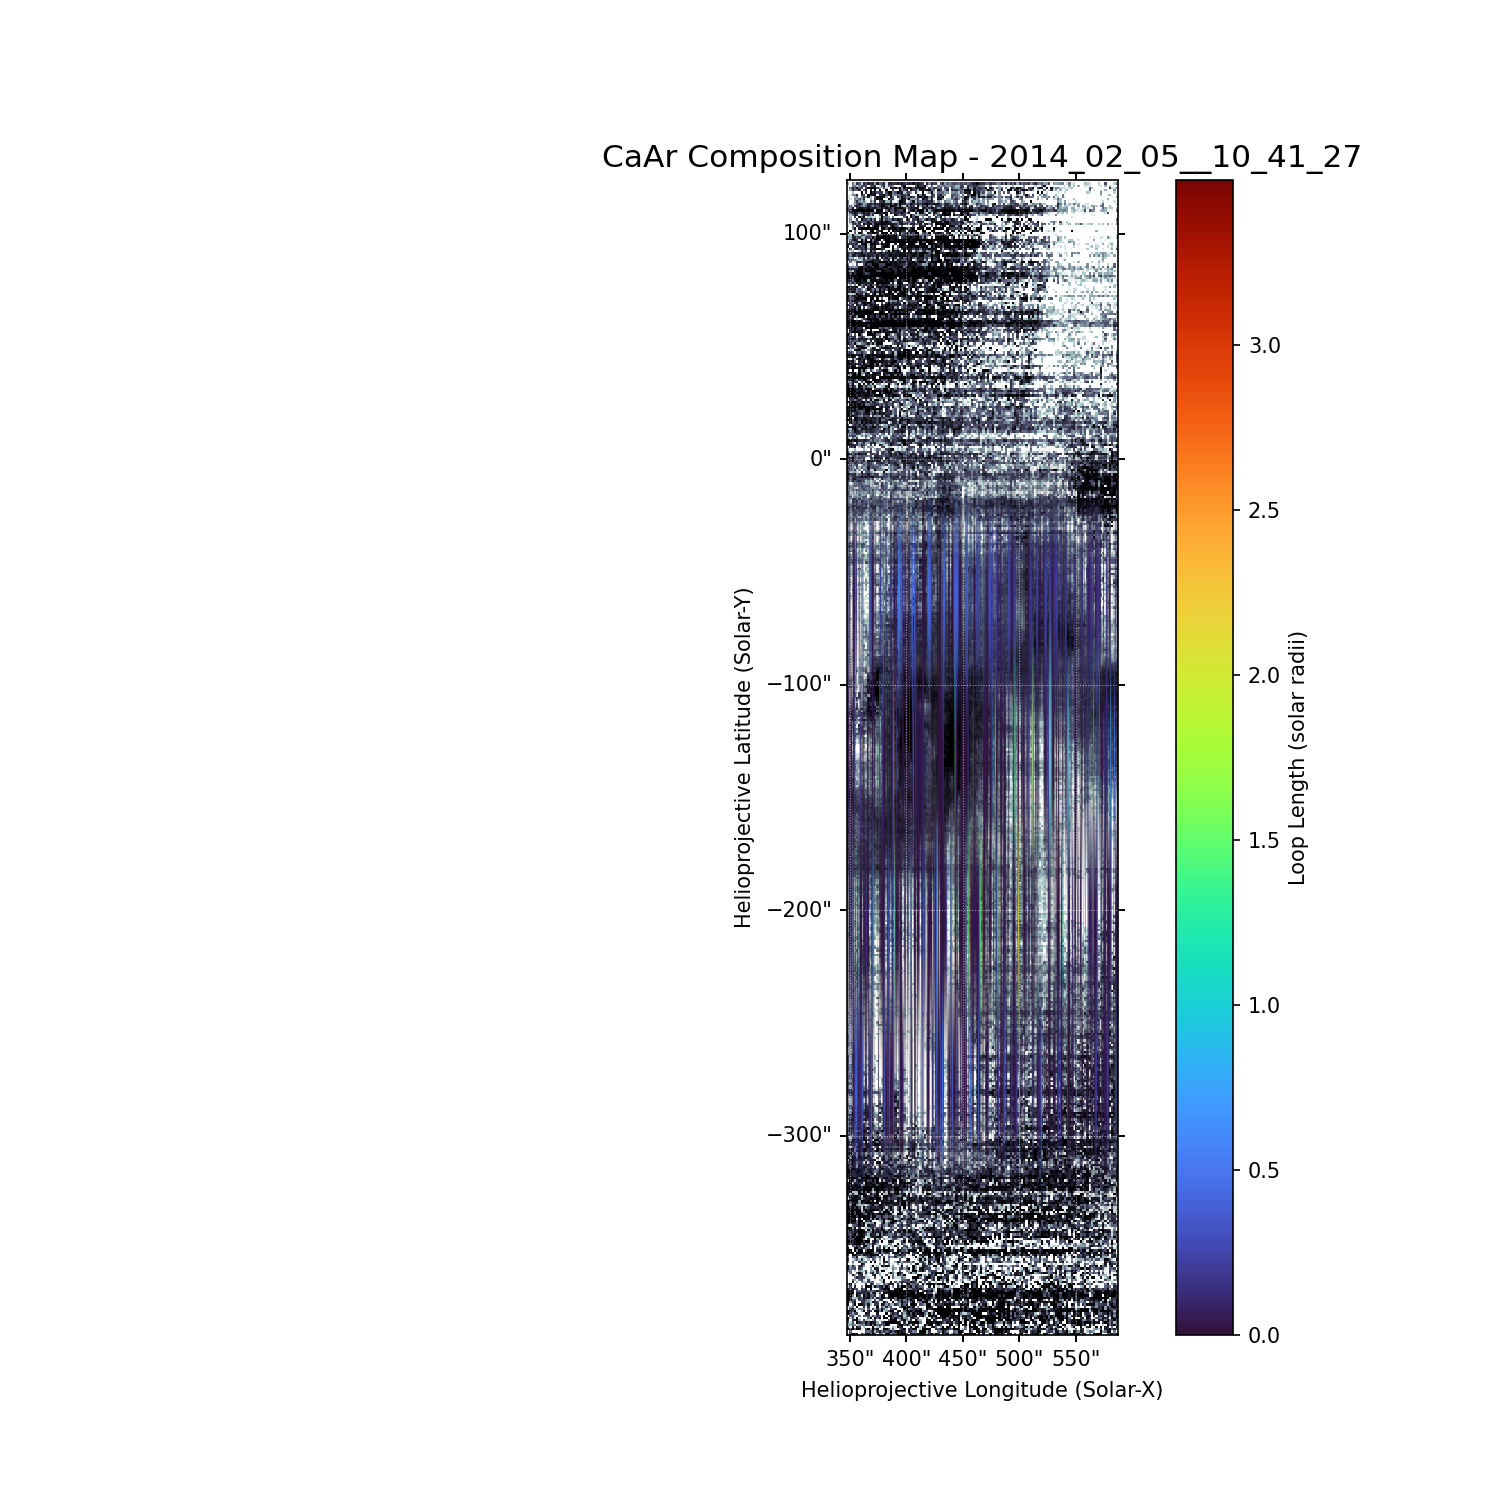 CaAr Composition Map - 2014_02_05__10_41_27
100"
0"
−100"
−200"
−300"
Helioprojective Latitude (Solar-Y)
350" 400" 450" 500" 550"
Helioprojective Longitude (Solar-X)
3.0
2.5
2.0
1.5
1.0
0.5
0.0
Loop Length (solar radii)